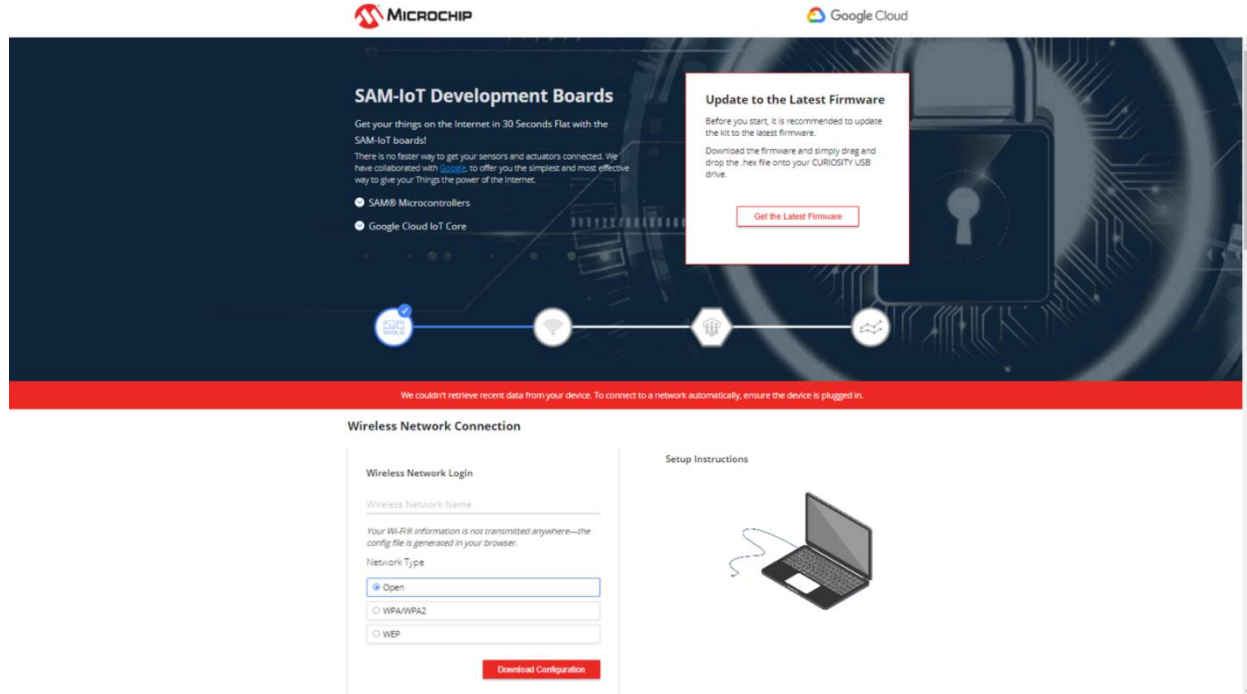 MICROCHIP
Google Cloud
SAM-IoT Development Boards
Get your things on the Internet in 30 Seconds Flat with the
SAM-IoT boards!
There is no faster way to get your sensors and actuators connected. We
have collaborated with Google, to offer you the simplest and most effective
way to give your Things the power of the Internet.
SAM® Microcontrollers
Google Cloud IoT Core
Update to the Latest Firmware
Before you start, it is recommended to update
the kit to the latest firmware.
Download the firmware and simply drag and
drop the .hex file onto your CURIOSITY USB
drive.
Get the Latest Firmware
We couldn't retrieve recent data from your device. To connect to a network automatically, ensure the device is plugged in.
Wireless Network Connection
Wireless Network Login
Wireless Network Name
Your Wi-Fi® information is not transmitted anywhere—the
config file is generated in your browser.
Network Type
Open
WPA/WPA2
WEP
Download Configuration
Setup Instructions